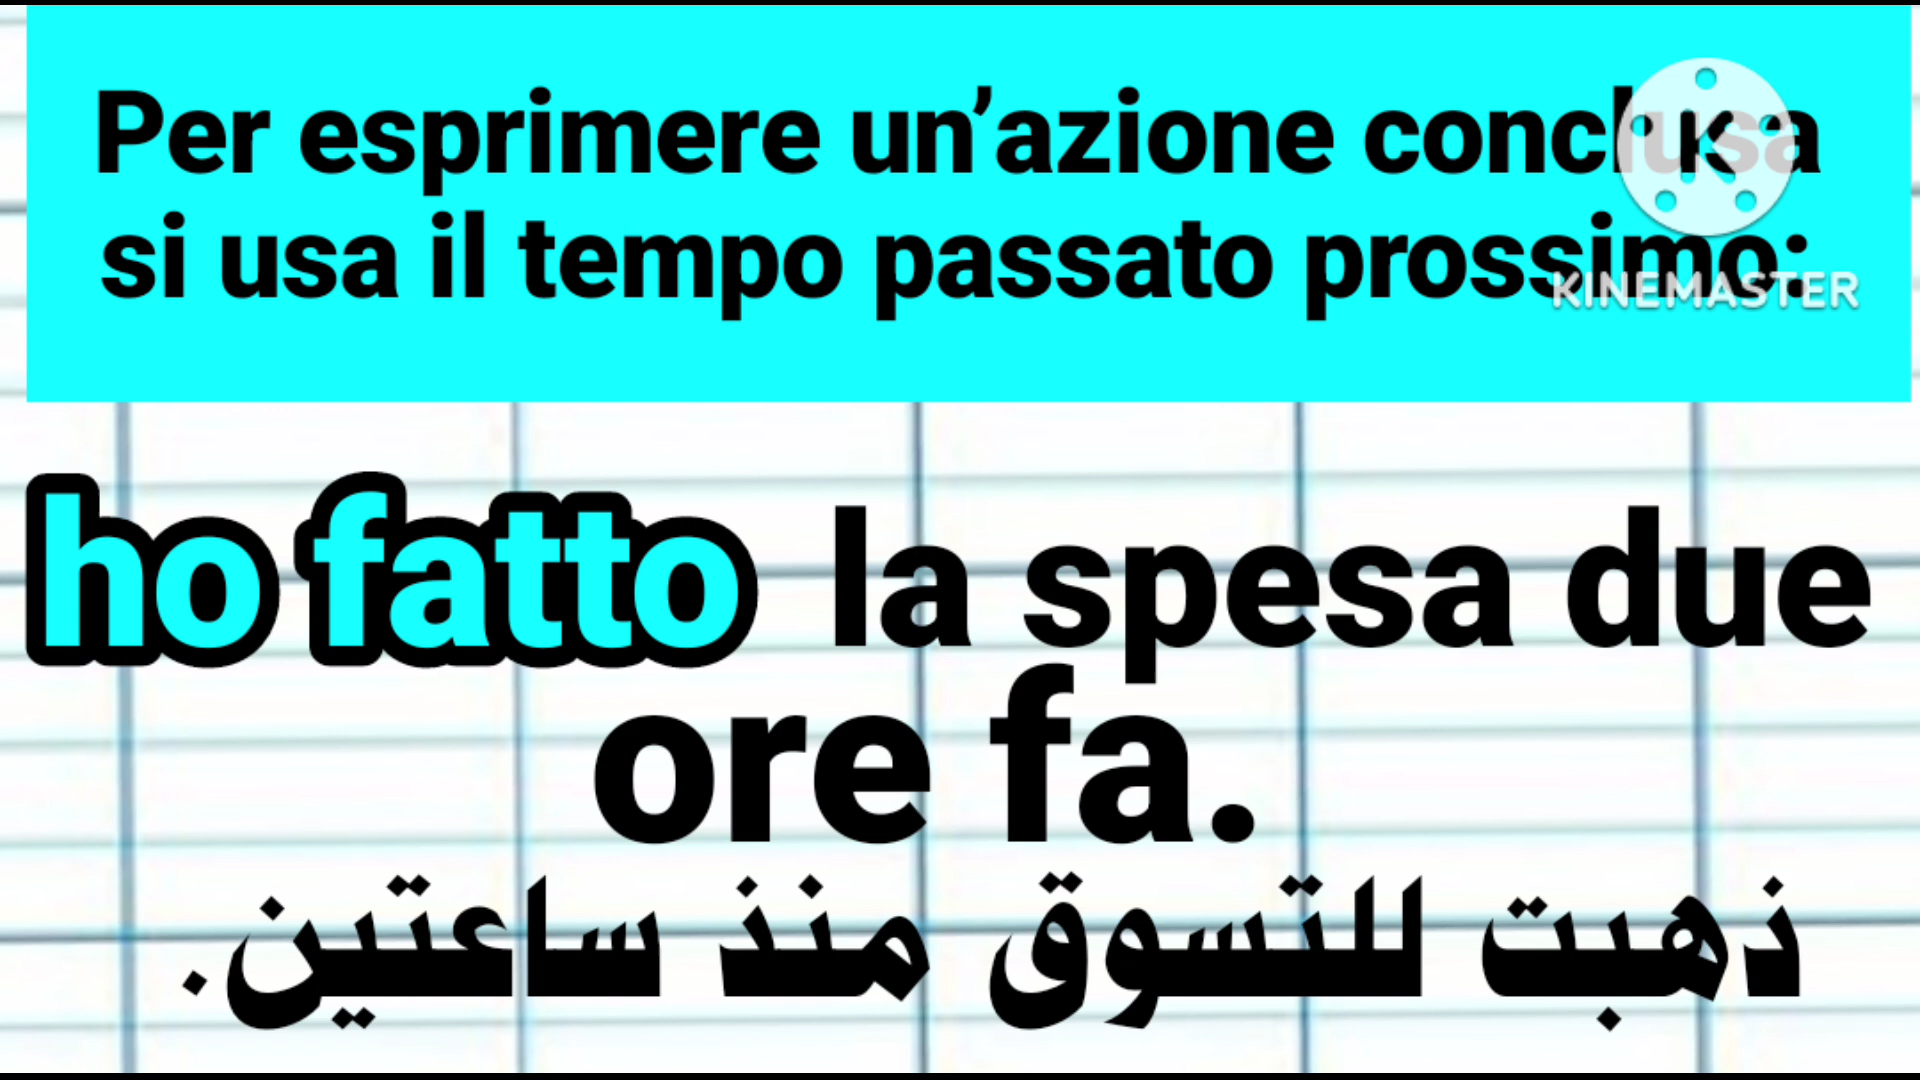 Per esprimere un’azione conclusa
si usa il tempo passato prossimo:
KINEMASTER
ho fatto la spesa due
ore fa.
ذهبت للتسوق منذ ساعتين.